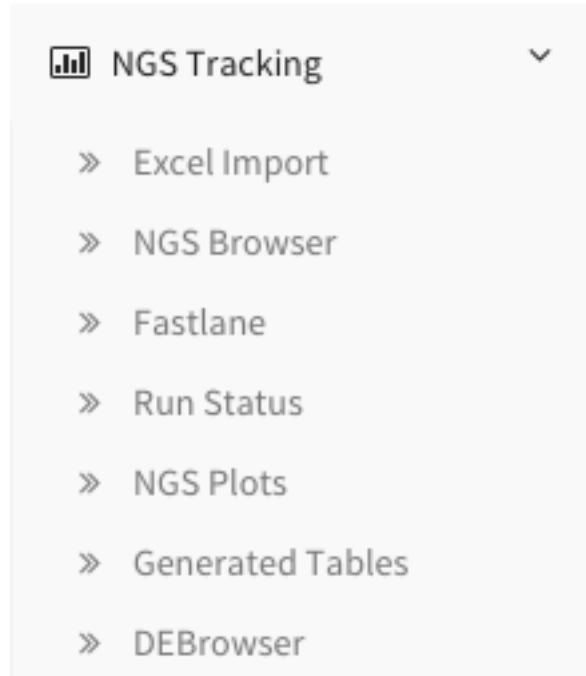 NGS Tracking
Excel Import
NGS Browser
Fastlane
Run Status
NGS Plots
Generated Tables
DEBrowser